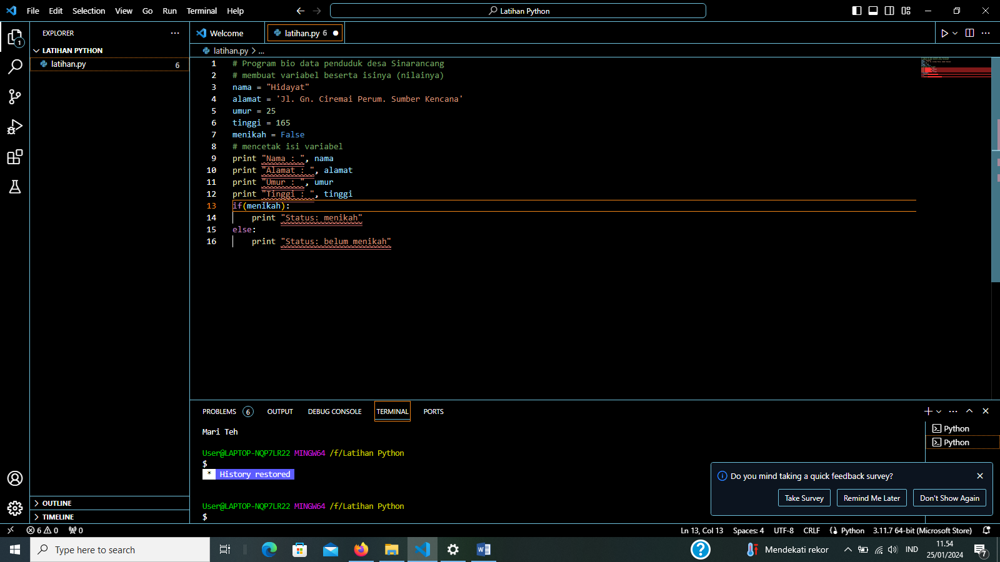 File Edit Selection View Go Run Terminal Help
Latihan Python
EXPLORER
Welcome
latihan.py 6
LATIHAN PYTHON
latihan.py 6
latihan.py > ...
1 # Program bio data penduduk desa Sinarancang
2 # membuat variabel beserta isinya (nilainya)
3 nama = "Hidayat"
4 alamat = 'Jl. Gn. Ciremai Perum. Sumber Kencana'
5 umur = 25
6 tinggi = 165
7 menikah = False
8 # mencetak isi variabel
9 print "Nama : ", nama
10 print "Alamat : ", alamat
11 print "Umur : ", umur
12 print "Tinggi : ", tinggi
13 if(menikah):
14 print "Status: menikah"
15 else:
16 print "Status: belum menikah"
PROBLEMS 6 OUTPUT DEBUG CONSOLE TERMINAL PORTS
Mari Teh
User@LAPTOP-NQP7LR22 MINGW64 /f/Latihan Python
$
* History restored
User@LAPTOP-NQP7LR22 MINGW64 /f/Latihan Python
$
Python
Python
Do you mind taking a quick feedback survey?
Take Survey Remind Me Later Don't Show Again
OUTLINE
TIMELINE
1
6 0 0
Ln 13, Col 13 Spaces: 4 UTF-8 CRLF Python 3.11.7 64-bit (Microsoft Store)
Type here to search
Mendekati rekor
IND
11.54
25/01/2024
7